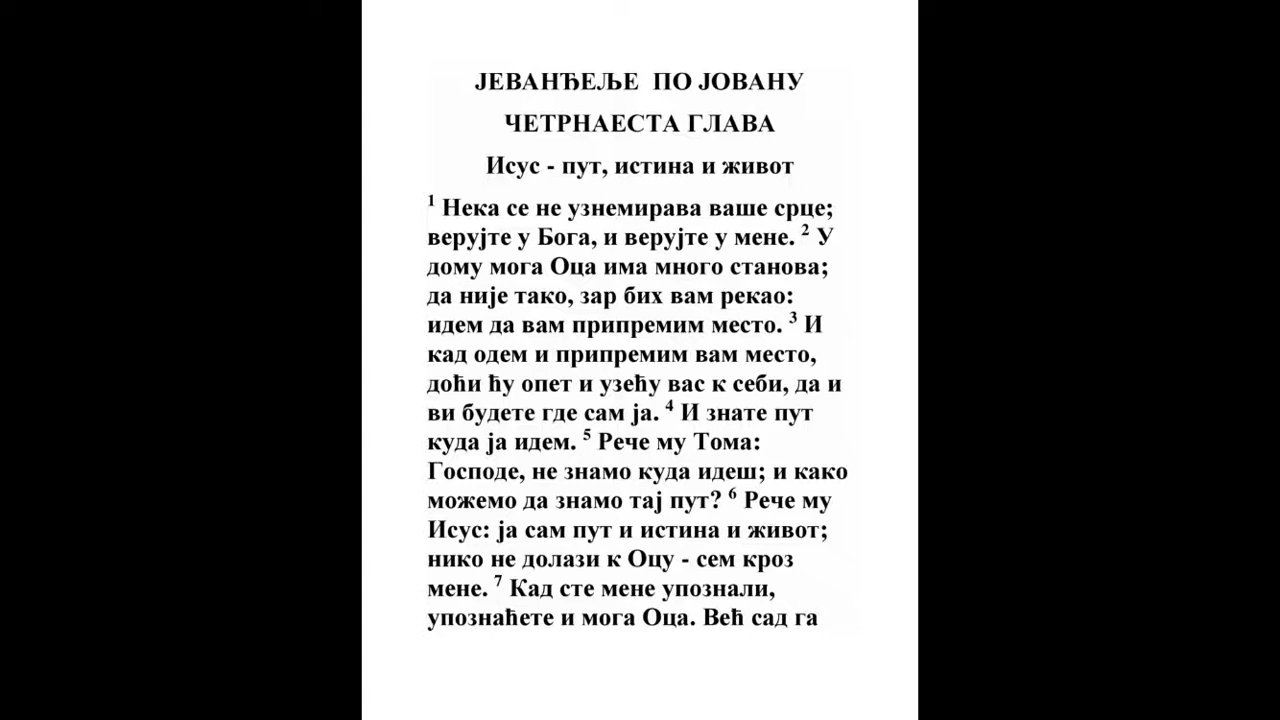 ЈЕВАНЂЕЉЕ ПО ЈОВАНУ
ЧЕТРНАЕСТА ГЛАВА
Исус - пут, истина и живот
1 Нека се не узнемирава ваше срце;
верујте у Бога, и верујте у мене. 2 У
дому мога Оца има много станова;
да није тако, зар бих вам рекао:
идем да вам припремим место. 3 И
кад одем и припремим вам место,
доћи ћу опет и узећу вас к себи, да и
ви будете где сам ја. 4 И знате пут
куда ја идем. 5 Рече му Тома:
Господе, не знамо куда идеш; и како
можемо да знамо тај пут? 6 Рече му
Исус: ја сам пут и истина и живот;
нико не долази к Оцу - сем кроз
мене. 7 Кад сте мене упознали,
упознаћете и мога Оца. Већ сад га